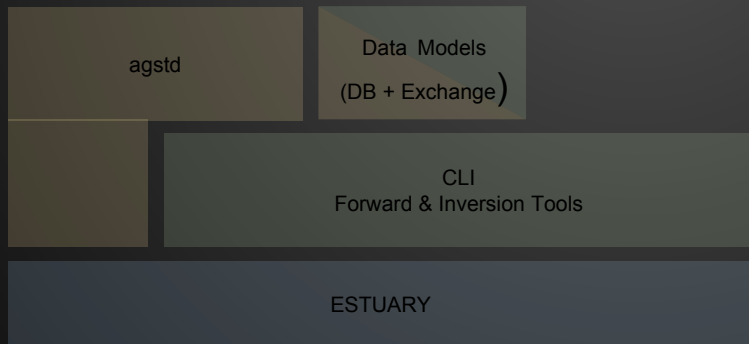 agstd
Data Models
(DB + Exchange)
CLI
Forward & Inversion Tools
ESTUARY